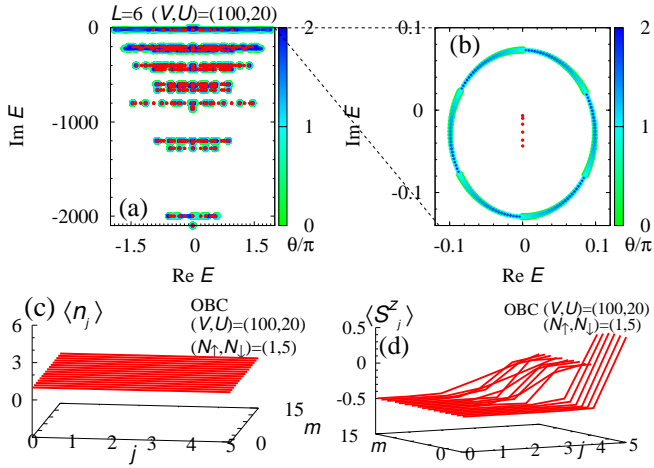 L=6 (V,U)=(100,20)
0
-1000
-2000
Im E
(a)
-1.5
0
1.5
Re E
2
1
0
θ/π
(b)
0.1
0
-0.1
Im E
-0.1
0
0.1
Re E
2
1
0
θ/π
(c)
⟨n_j⟩
OBC
(V,U)=(100,20)
(N↑,N↓)=(1,5)
6
3
0
0
1
2
3
4
5
j
15
0
m
⟨S^z_j⟩
OBC (V,U)=(100,20)
(N↑,N↓)=(1,5)
(d)
0.5
0
-0.5
15
m
0
0
1
2
3
4
5
j